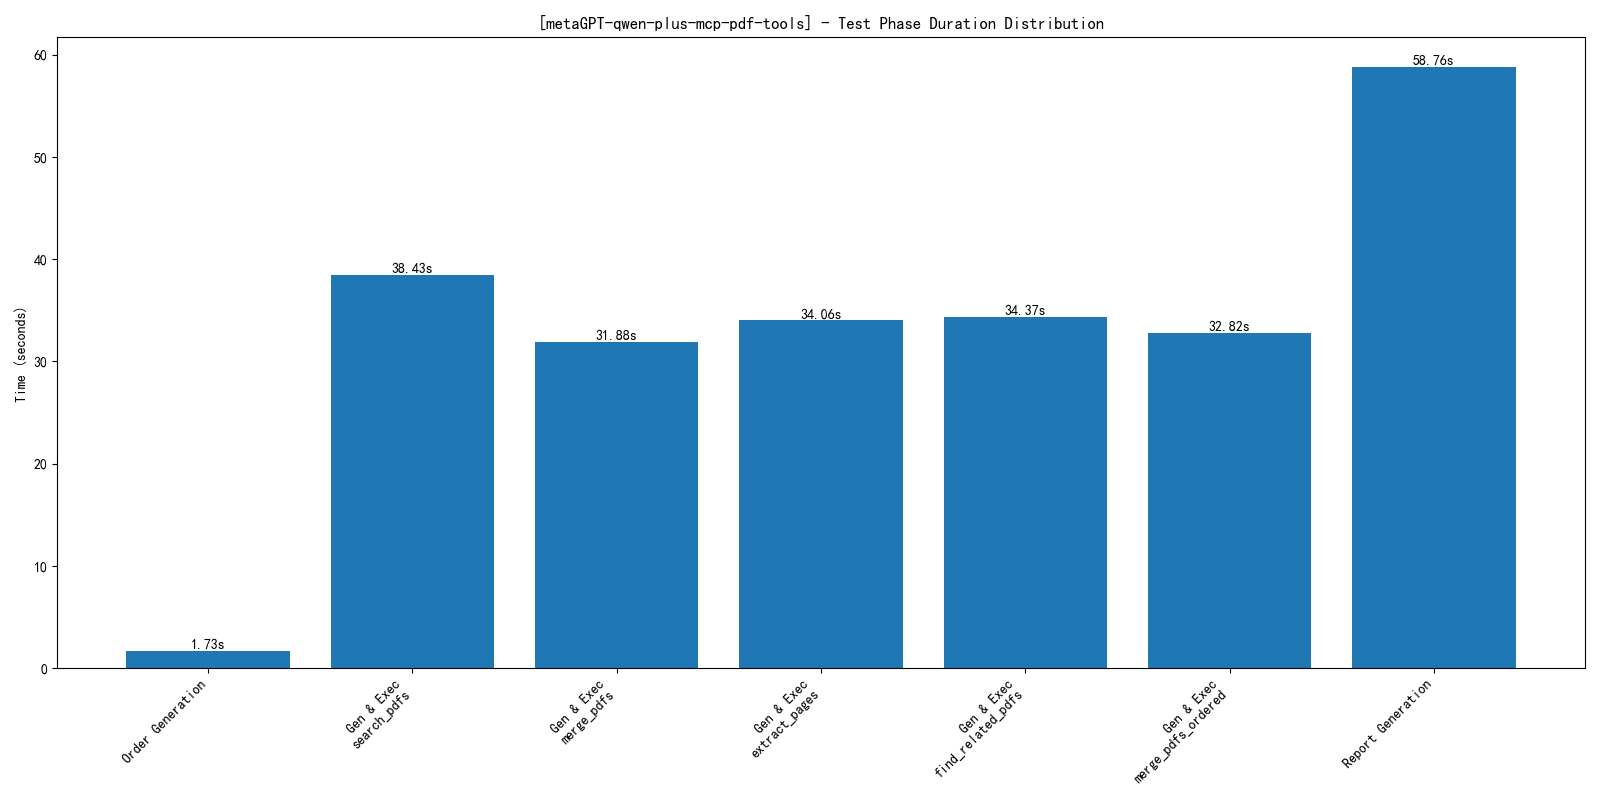 [metaGPT-qwen-plus-mcp-pdf-tools] - Test Phase Duration Distribution
Time (seconds)
60
50
40
30
20
10
0
1.73s
38.43s
31.88s
34.06s
34.37s
32.82s
58.76s
Order Generation
Gen & Exec
search_pdfs
Gen & Exec
merge_pdfs
Gen & Exec
extract_pages
Gen & Exec
find_related_pdfs
Gen & Exec
merge_pdfs_ordered
Report Generation